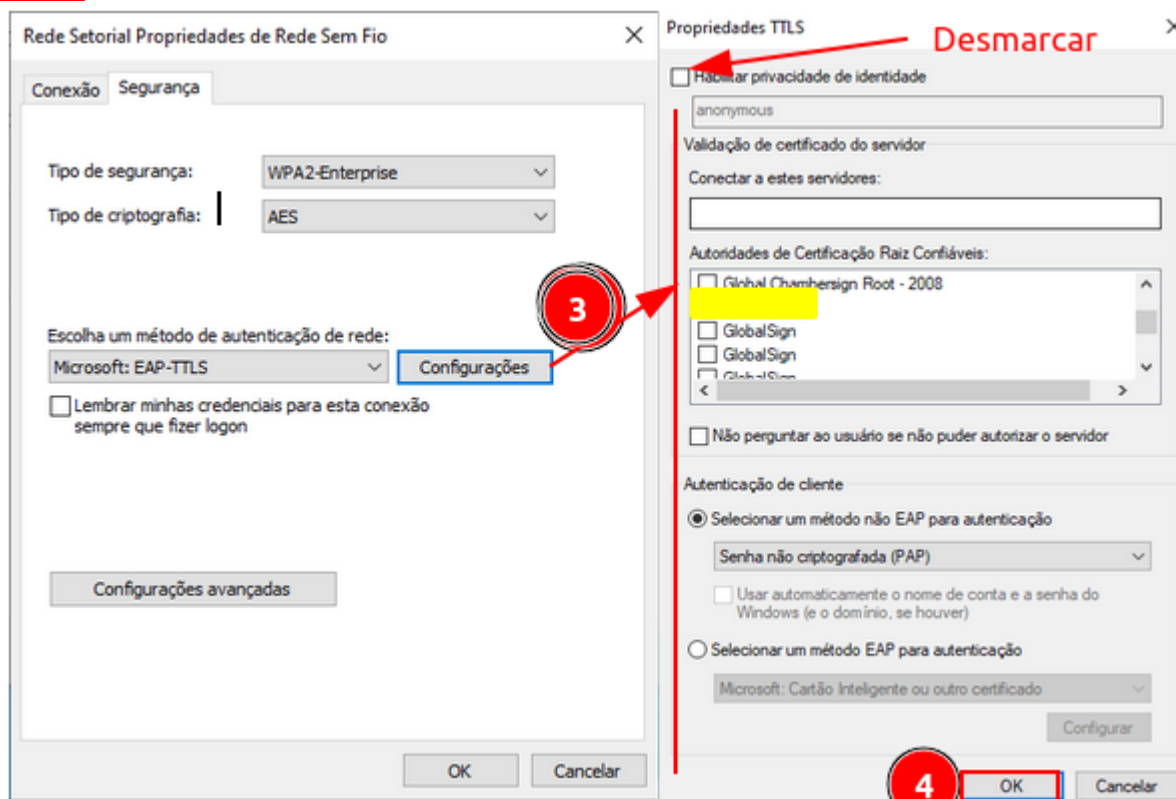 Rede Setorial Propriedades de Rede Sem Fio
Conexão
Segurança
Tipo de segurança:
WPA2-Enterprise
Tipo de criptografia:
AES
3
Escolha um método de autenticação de rede:
Microsoft: EAP-TTLS
Configurações
Lembrar minhas credenciais para esta conexão
sempre que fizer logon
Configurações avançadas
OK
Cancelar
Propriedades TTLS
Desmarcar
Habilitar privacidade de identidade
anonymous
Validação de certificado do servidor
Conectar a estes servidores:
Autoridades de Certificação Raiz Confiáveis:
Global Chambersign Root - 2008
GlobalSign
GlobalSign
GlobalSign
Não perguntar ao usuário se não puder autorizar o servidor
Autenticação de cliente
Selecionar um método não EAP para autenticação
Senha não criptografada (PAP)
Usar automaticamente o nome de conta e a senha do
Windows (e o domínio, se houver)
Selecionar um método EAP para autenticação
Microsoft: Cartão Inteligente ou outro certificado
Configurar
4
OK
Cancelar